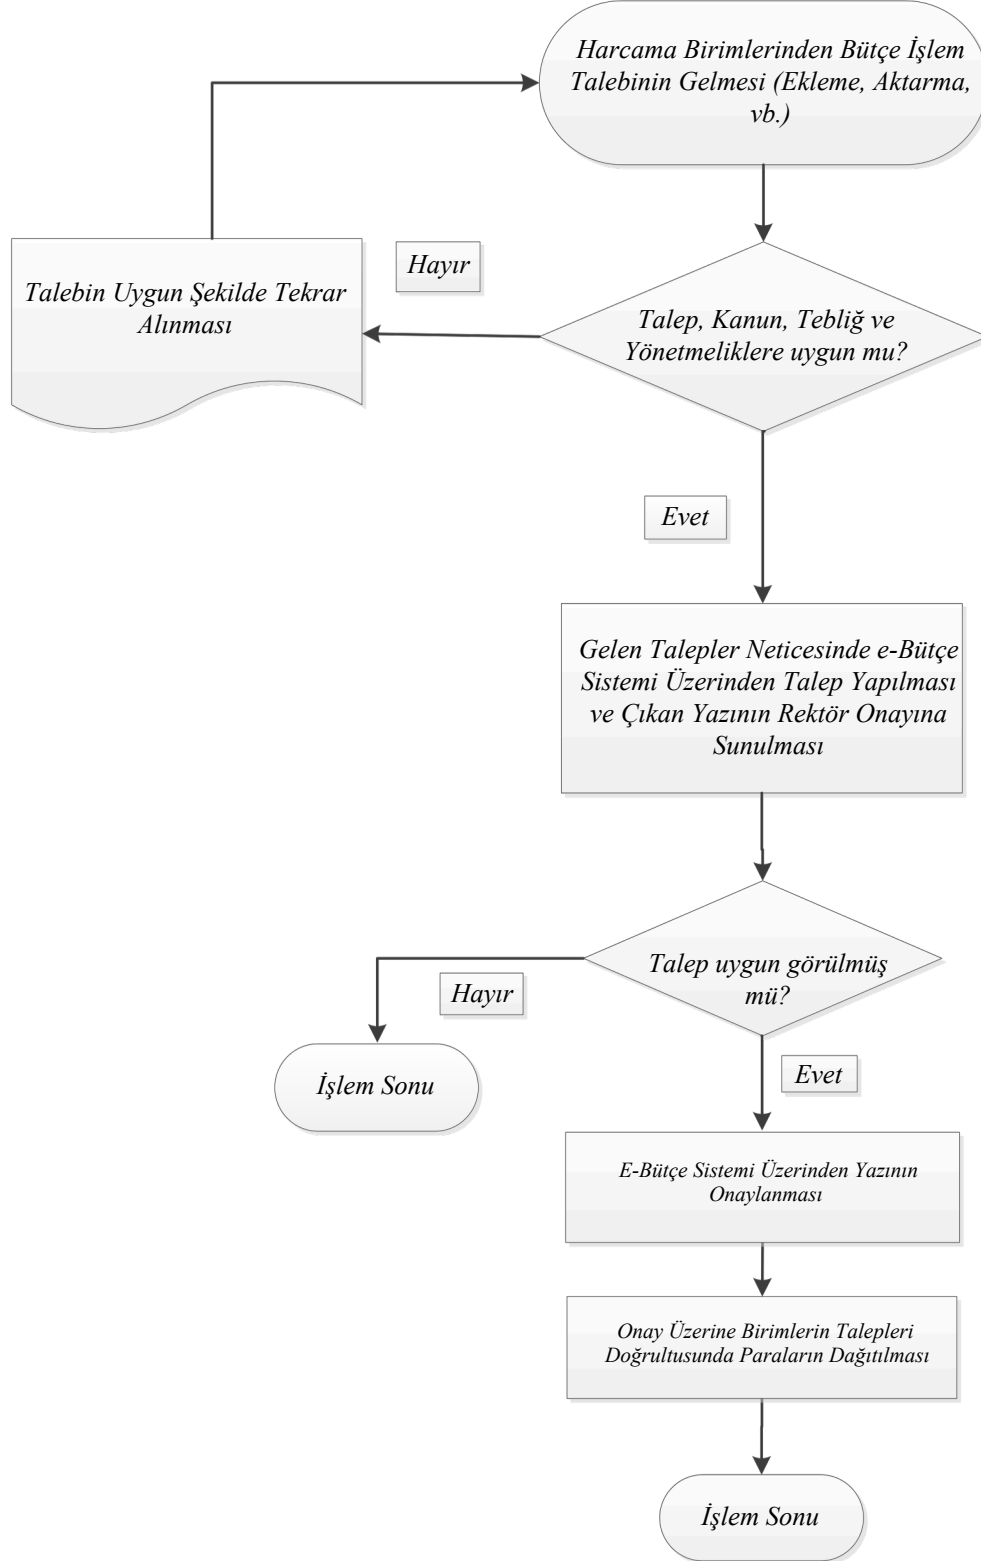 Harcama Birimlerinden Bütçe İşlem
Talebinin Gelmesi (Ekleme, Aktarma,
vb.)
Hayır
Talebin Uygun Şekilde Tekrar
Alınması
Talep, Kanun, Tebliğ ve
Yönetmeliklere uygun mu?
Evet
Gelen Talepler Neticesinde e-Bütçe
Sistemi Üzerinden Talep Yapılması
ve Çıkan Yazının Rektör Onayına
Sunulması
Talep uygun görülmüş
mü?
Hayır
İşlem Sonu
Evet
E-Bütçe Sistemi Üzerinden Yazının
Onaylanması
Onay Üzerine Birimlerin Talepleri
Doğrultusunda Paraların Dağıtılması
İşlem Sonu